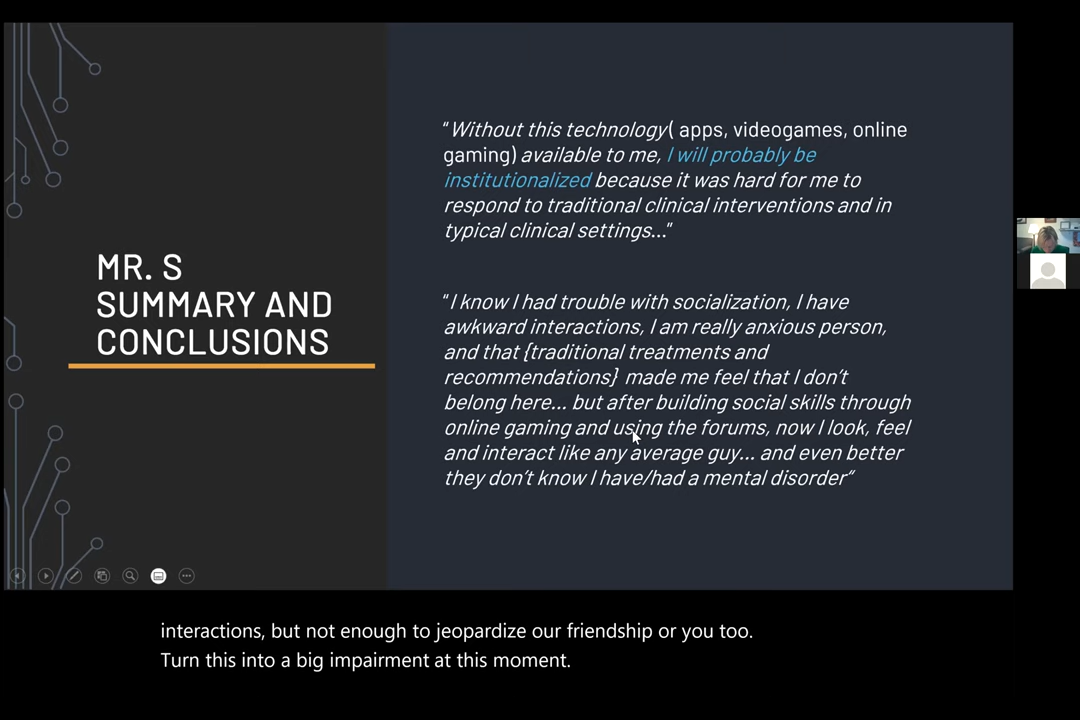 MR. S
SUMMARY AND
CONCLUSIONS
“Without this technology( apps, videogames, online
gaming) available to me, I will probably be
institutionalized because it was hard for me to
respond to traditional clinical interventions and in
typical clinical settings…”
“I know I had trouble with socialization, I have
awkward interactions, I am really anxious person,
and that {traditional treatments and
recommendations} made me feel that I don’t
belong here… but after building social skills through
online gaming and using the forums, now I look, feel
and interact like any average guy… and even better
they don’t know I have/had a mental disorder”
interactions, but not enough to jeopardize our friendship or you too.
Turn this into a big impairment at this moment.